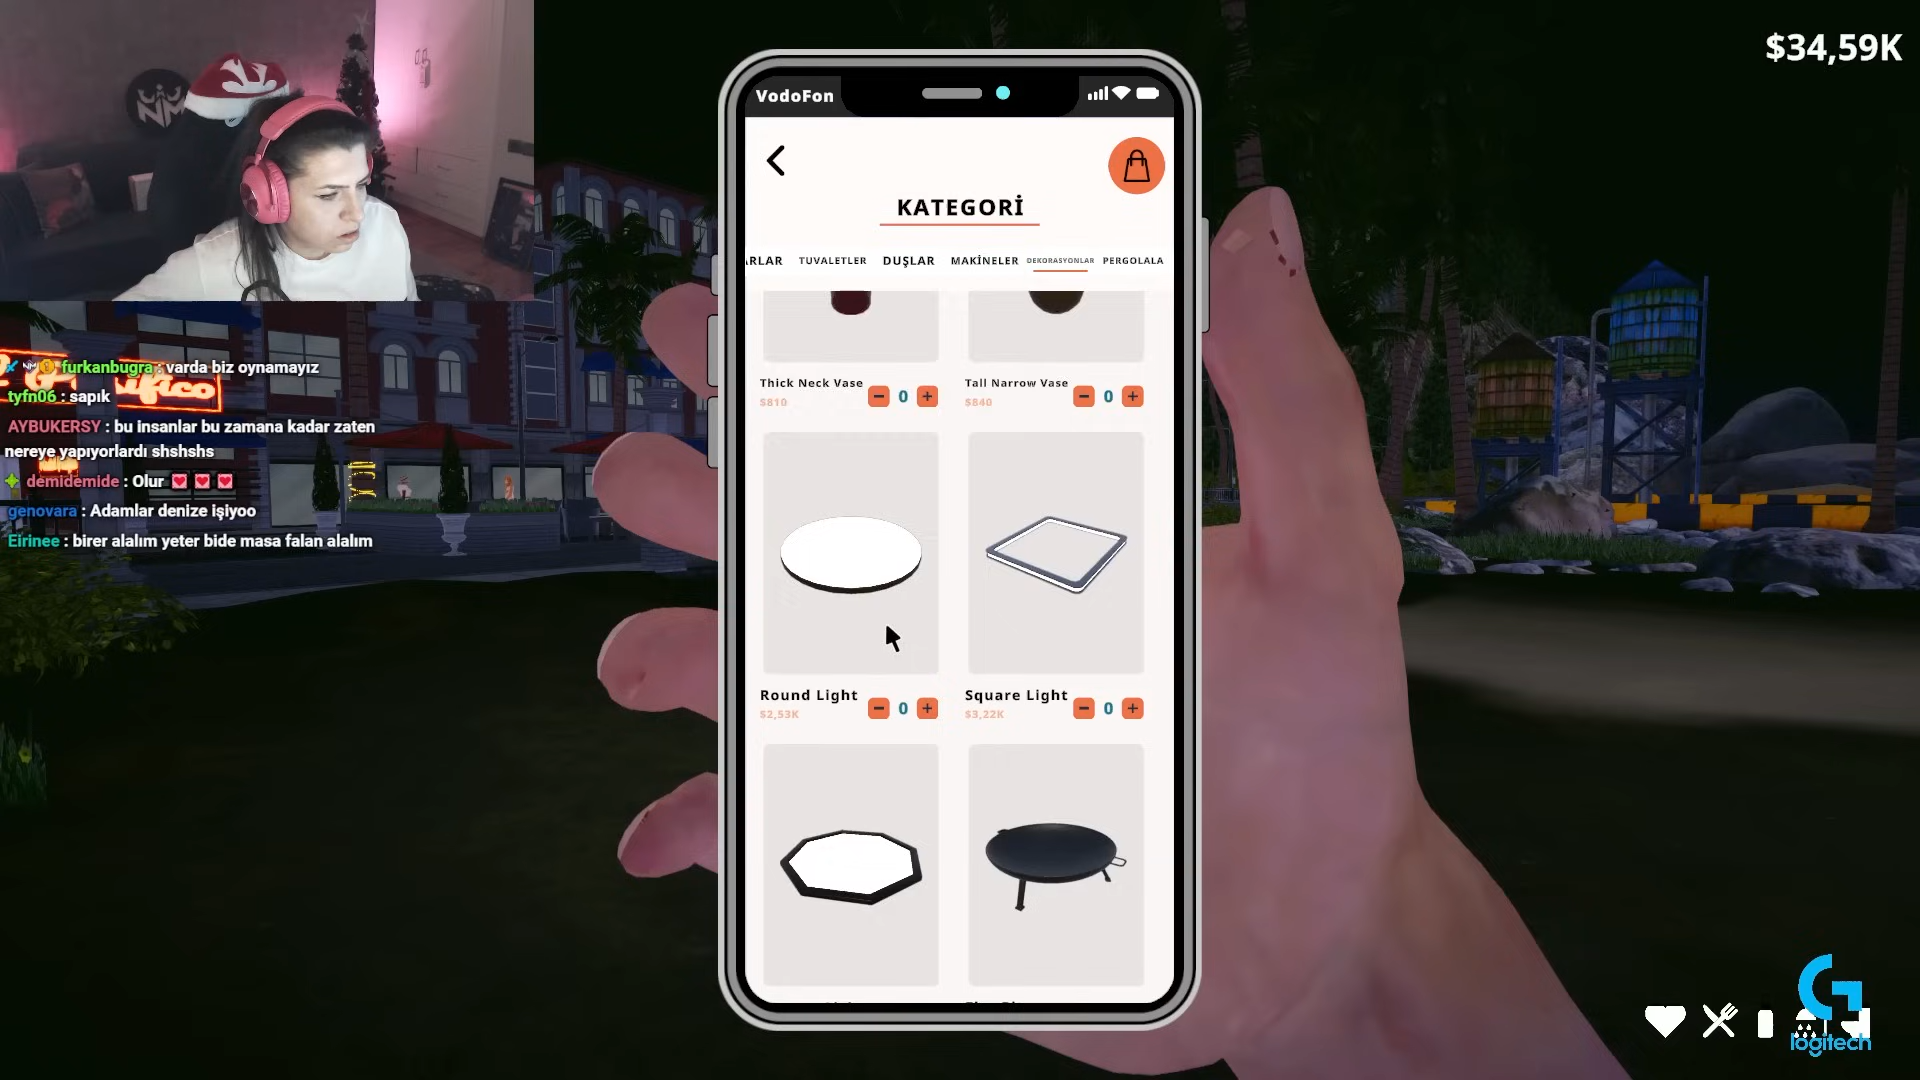 $34,59K
VodoFon
KATEGORİ
ARLAR TUVALETLER DUŞLAR MAKİNELER DEKORASYONLAR PERGOLALA
Thick Neck Vase
$810
0
Tall Narrow Vase
$840
0
Round Light
$2,53K
0
Square Light
$3,22K
0
furkanbugra : varda biz oynamayız
tyfn06 : sapık
AYBUKERSY : bu insanlar bu zamana kadar zaten
nereye yapıyorlardı shshshs
demidemide : Olur
genovara : Adamlar denize işiyoo
Eirinee : birer alalım yeter bide masa falan alalım
NM
logitech